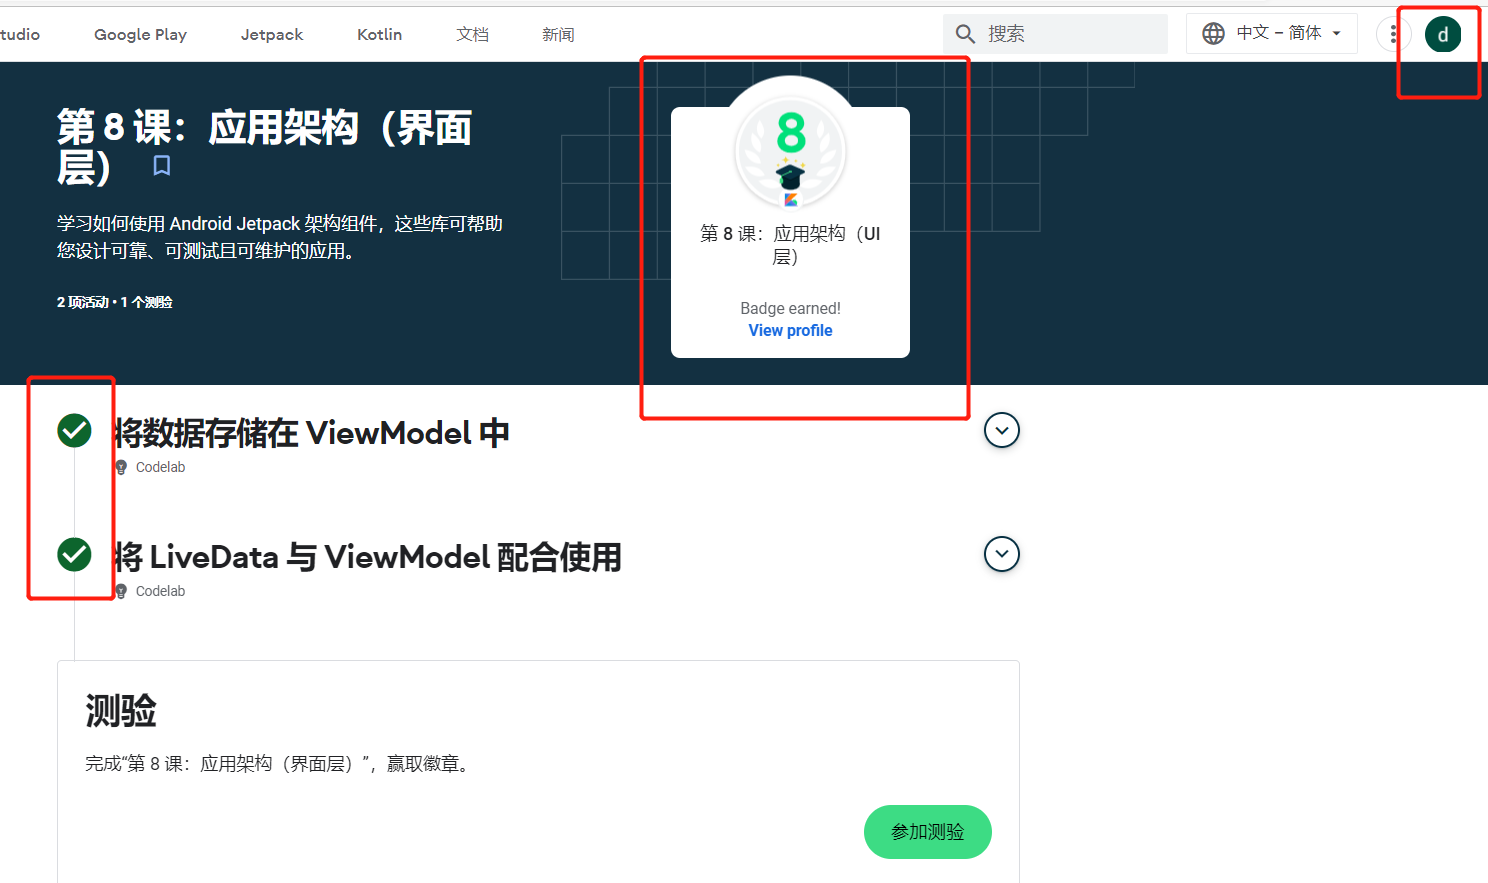 tudio Google Play Jetpack Kotlin 文档 新闻 搜索 中文 – 简体 d
第 8 课：应用架构（界面
层）
学习如何使用 Android Jetpack 架构组件，这些库可帮助
您设计可靠、可测试且可维护的应用。
2 项活动 • 1 个测验
8
第 8 课：应用架构（UI
层）
Badge earned!
View profile
将数据存储在 ViewModel 中
Codelab
将 LiveData 与 ViewModel 配合使用
Codelab
测验
完成“第 8 课：应用架构（界面层）”，赢取徽章。
参加测验